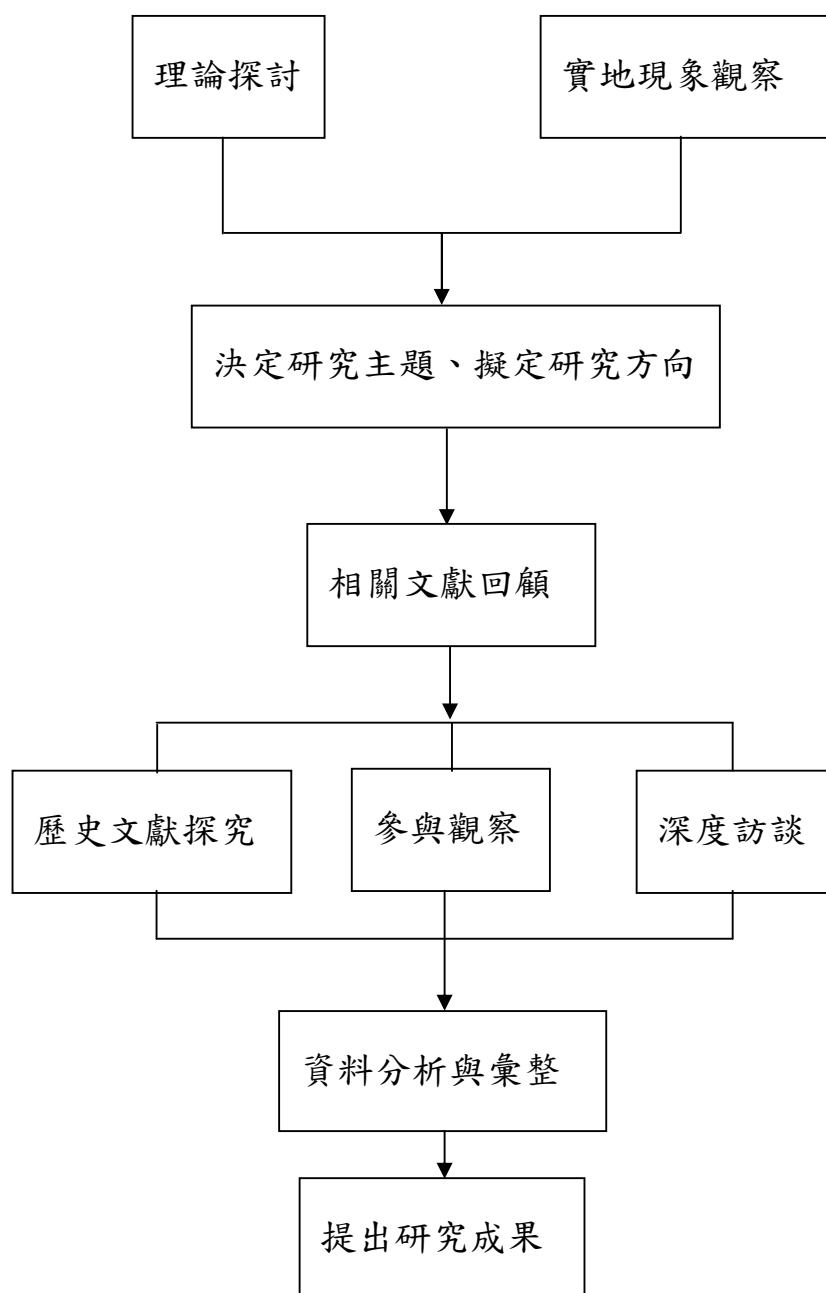 理論探討
實地現象觀察
決定研究主題、擬定研究方向
相關文獻回顧
歷史文獻探究
參與觀察
深度訪談
資料分析與彙整
提出研究成果